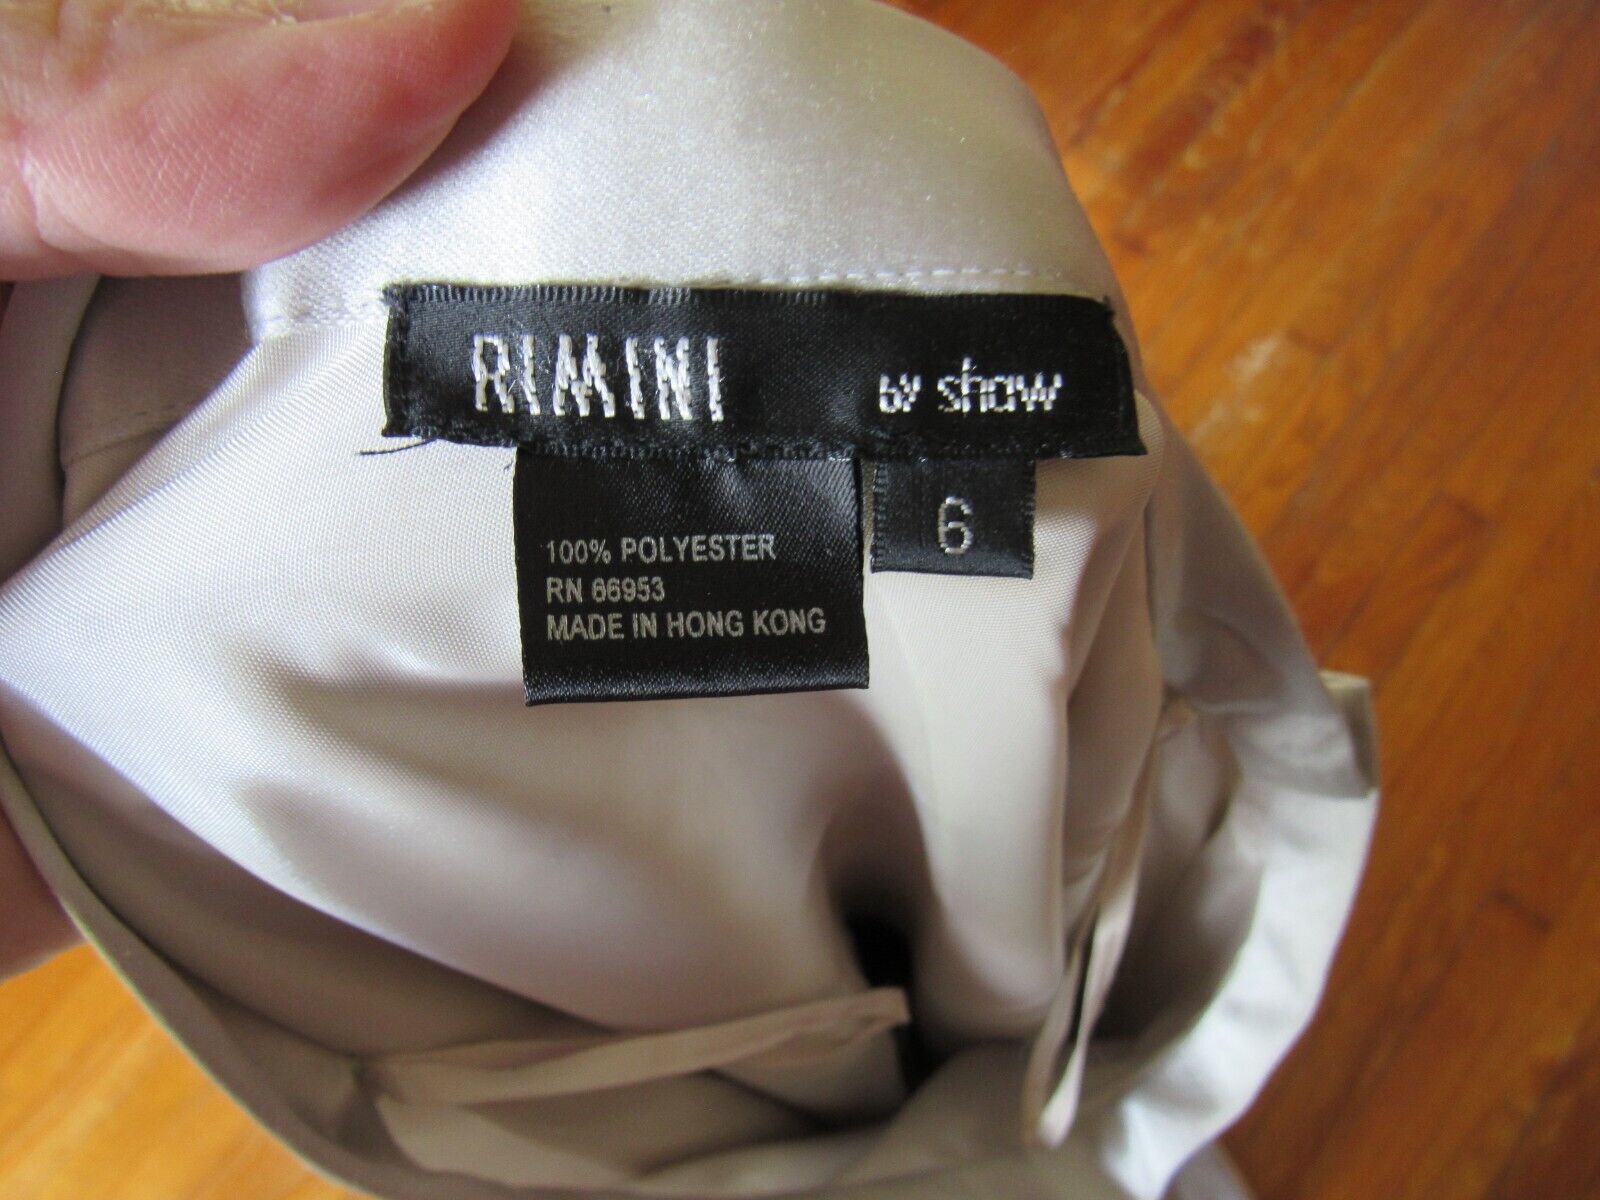 RIMINI by shaw
6
100% POLYESTER
RN 66953
MADE IN HONG KONG